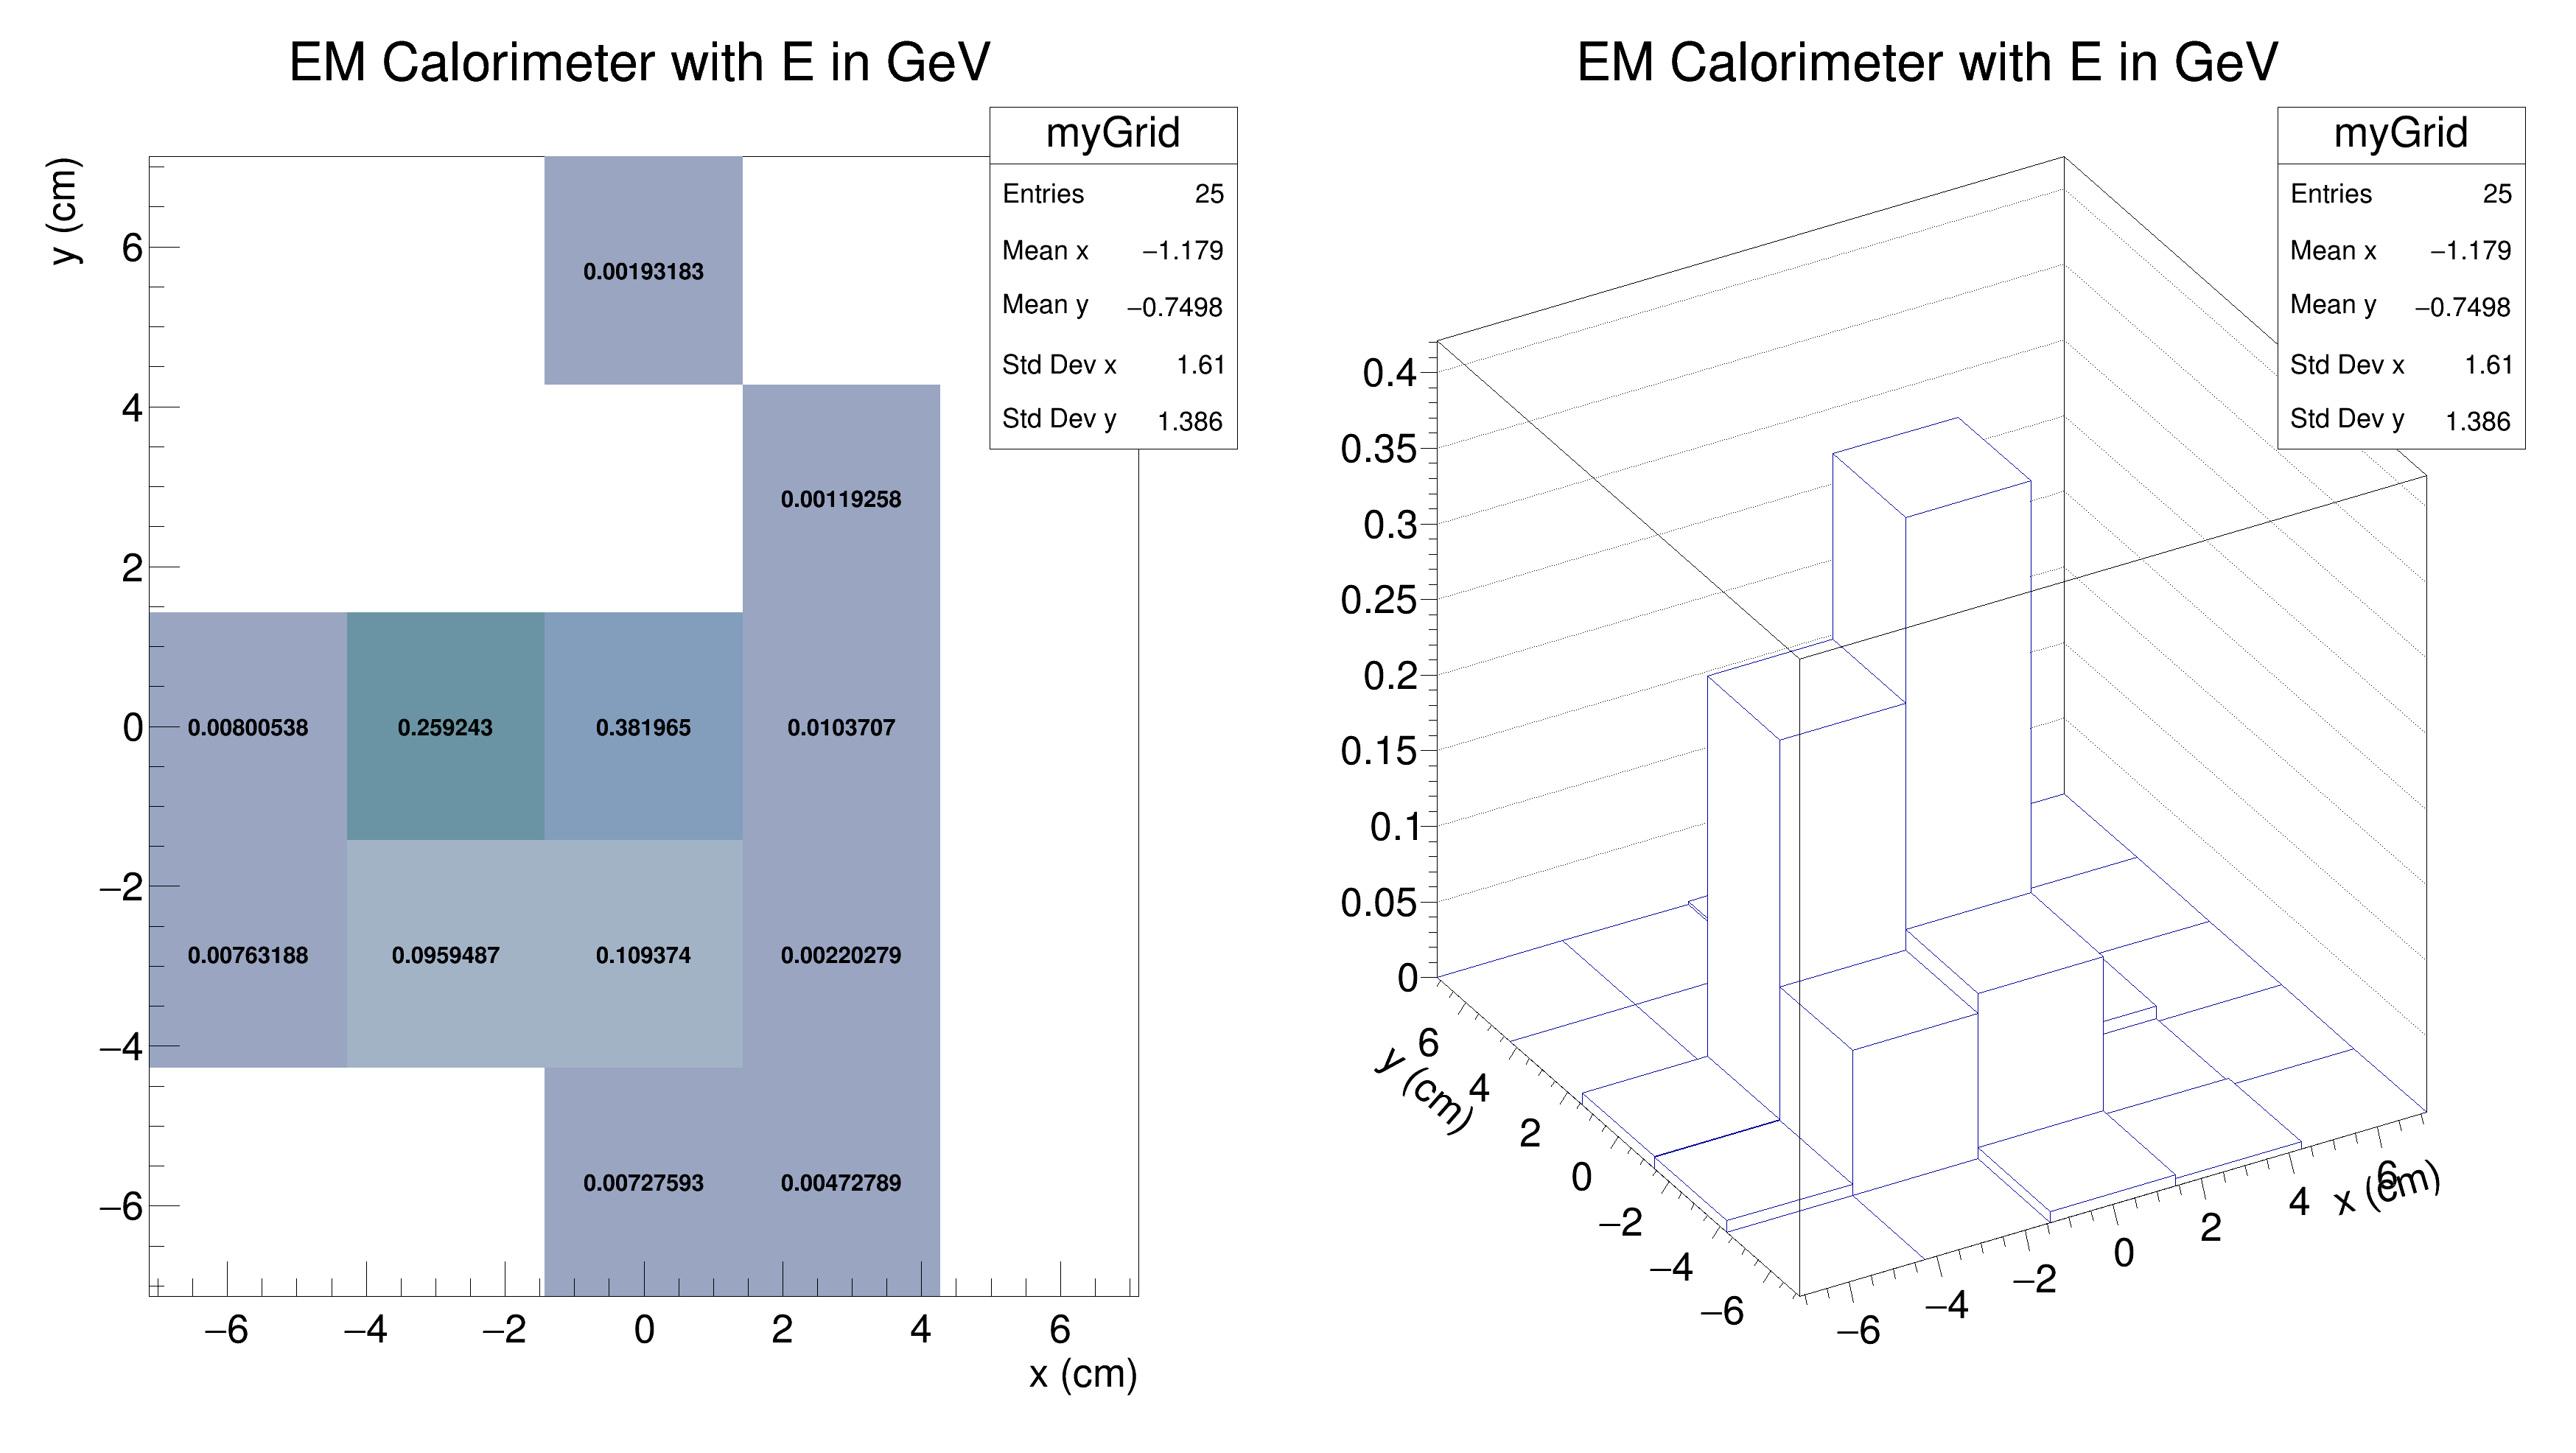 EM Calorimeter with E in GeV
myGrid
Entries 25
Mean x −1.179
Mean y −0.7498
Std Dev x 1.61
Std Dev y 1.386
y (cm)
6
4
2
0
−2
−4
−6
0.00193183
0.00119258
0.00800538 0.259243 0.381965 0.0103707
0.00763188 0.0959487 0.109374 0.00220279
0.00727593 0.00472789
−6 −4 −2 0 2 4 6
x (cm)
EM Calorimeter with E in GeV
myGrid
Entries 25
Mean x −1.179
Mean y −0.7498
Std Dev x 1.61
Std Dev y 1.386
0.4
0.35
0.3
0.25
0.2
0.15
0.1
0.05
0
y (cm)
6
4
2
0
−2
−4
−6
−6 −4 −2 0 2 4 6
x (cm)